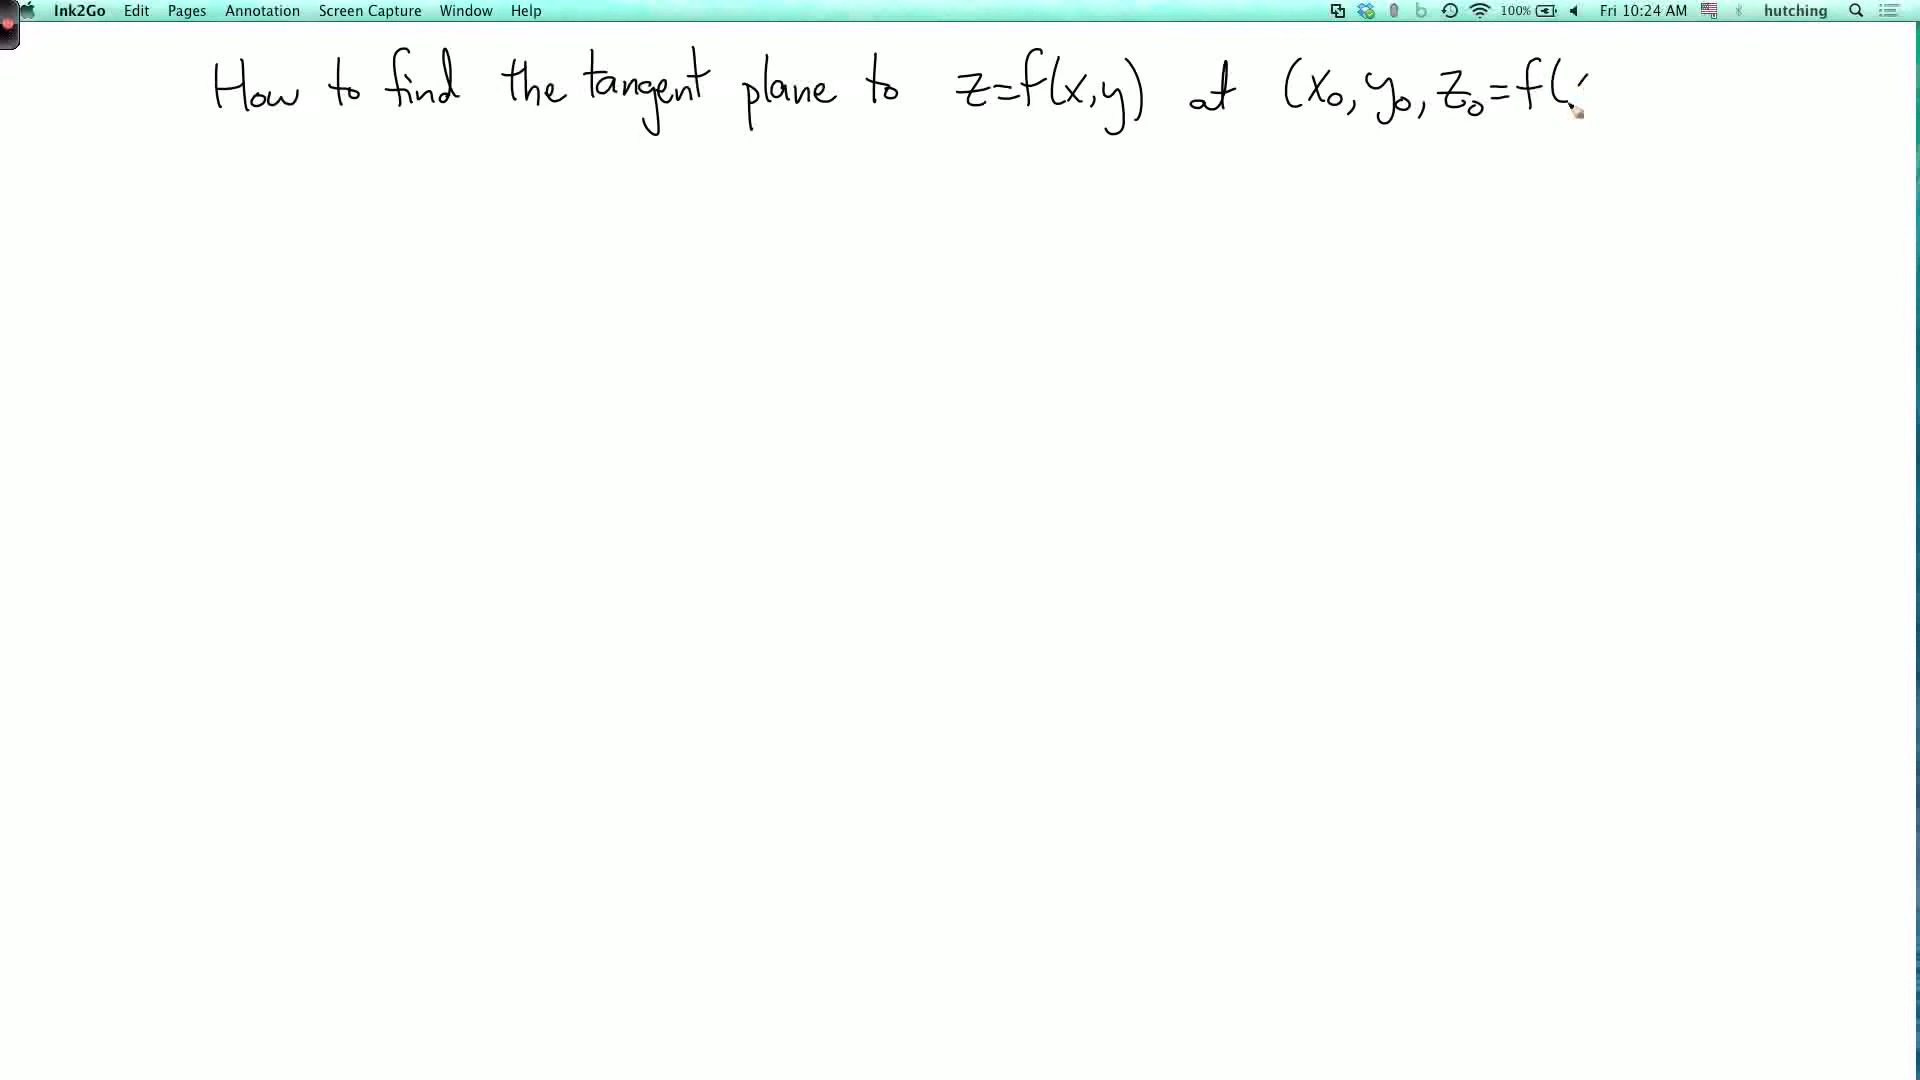 Ink2Go Edit Pages Annotation Screen Capture Window Help 100% Fri 10:24 AM hutching
How to find the tangent plane to z=f(x,y) at (x₀, y₀, z₀=f(